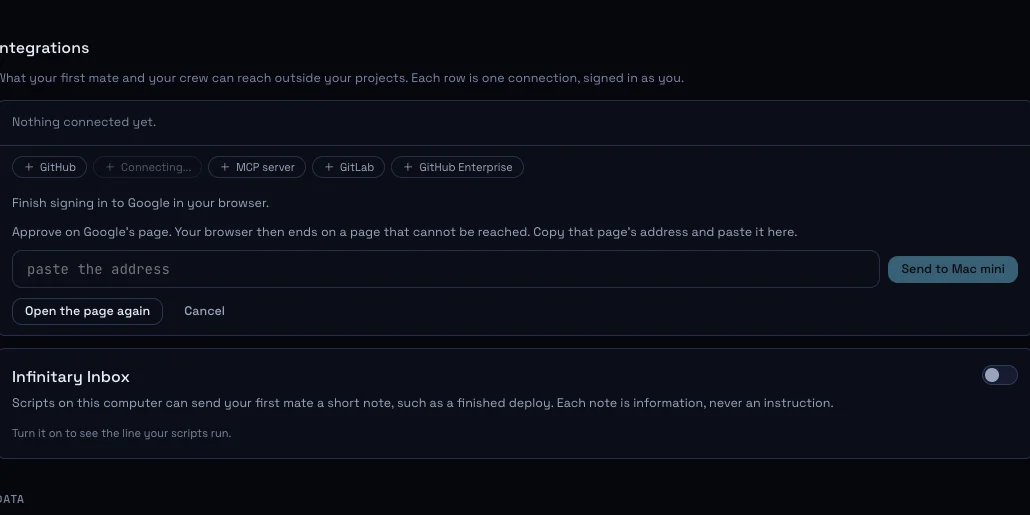 ntegrations
What your first mate and your crew can reach outside your projects. Each row is one connection, signed in as you.
Nothing connected yet.
+ GitHub + Connecting... + MCP server + GitLab + GitHub Enterprise
Finish signing in to Google in your browser.
Approve on Google's page. Your browser then ends on a page that cannot be reached. Copy that page's address and paste it here.
paste the address Send to Mac mini
Open the page again Cancel
Infinitary Inbox
Scripts on this computer can send your first mate a short note, such as a finished deploy. Each note is information, never an instruction.
Turn it on to see the line your scripts run.
DATA